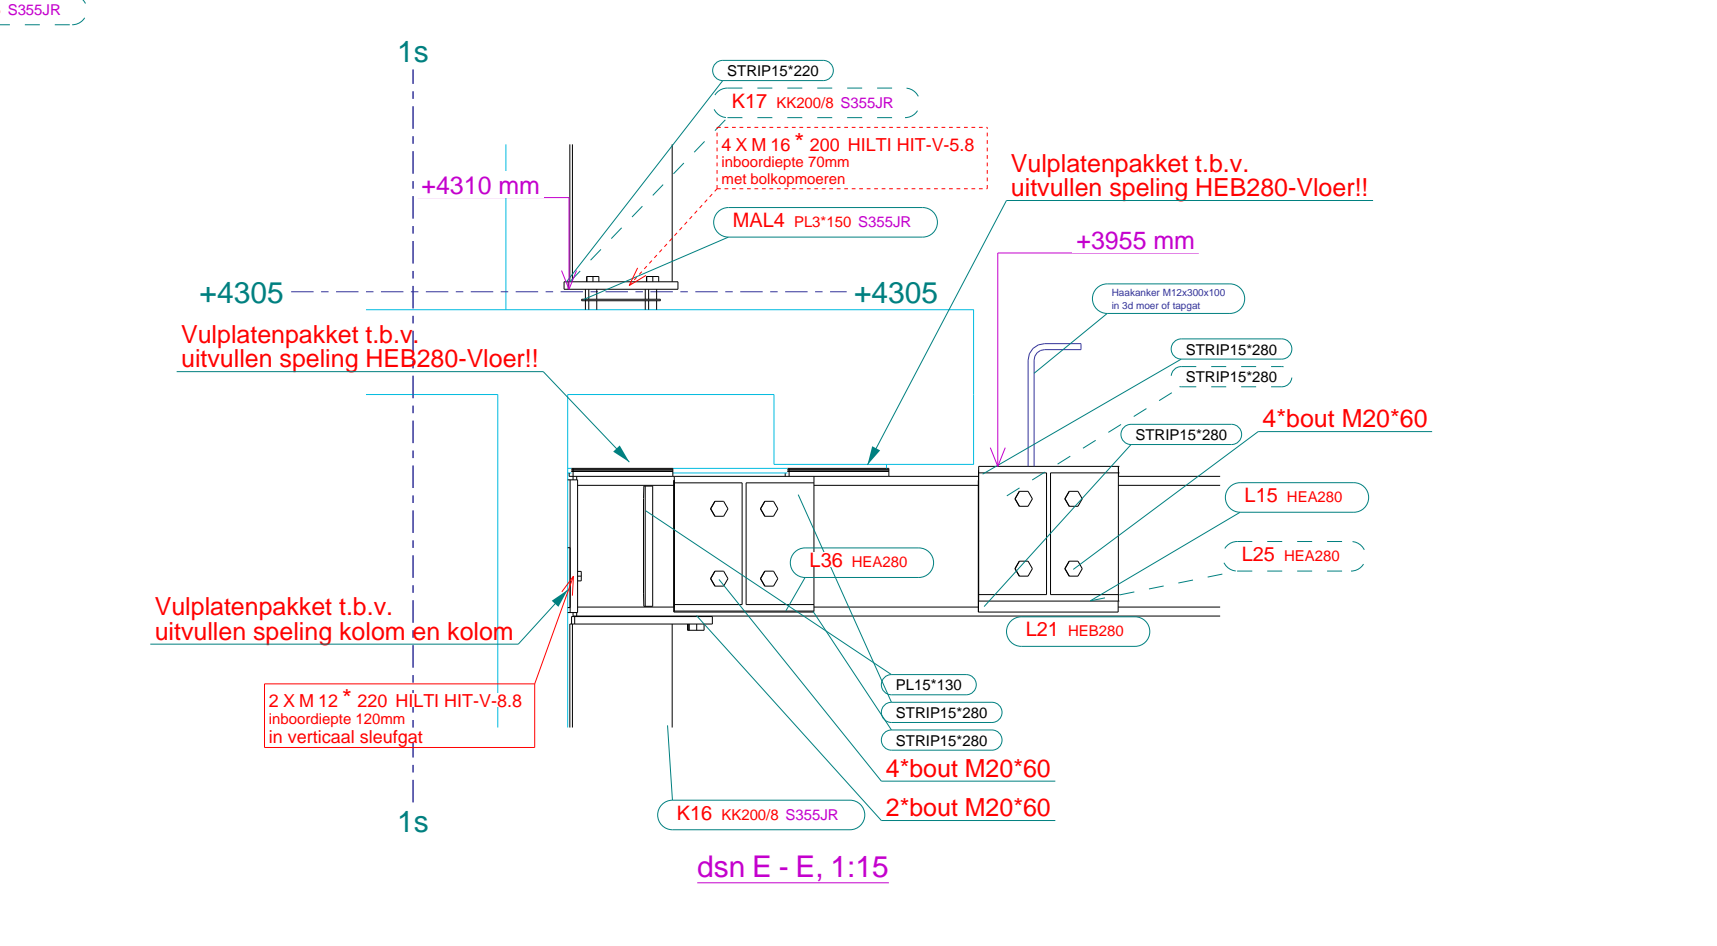 S355JR
1s
STRIP15*220
K17 KK200/8 S355JR
4 X M 16 * 200 HILTI HIT-V-5.8
inboordiepte 70mm
met bolkopmoeren
Vulplatenpakket t.b.v.
uitvullen speling HEB280-Vloer!!
+4310 mm
MAL4 PL3*150 S355JR
+3955 mm
+4305
+4305
Haakanker M12x300x100
in 3d moer of tapgat
Vulplatenpakket t.b.v.
uitvullen speling HEB280-Vloer!!
STRIP15*280
STRIP15*280
4*bout M20*60
STRIP15*280
L15 HEA280
L36 HEA280
L25 HEA280
Vulplatenpakket t.b.v.
uitvullen speling kolom en kolom
L21 HEB280
2 X M 12 * 220 HILTI HIT-V-8.8
inboordiepte 120mm
in verticaal sleufgat
PL15*130
STRIP15*280
STRIP15*280
4*bout M20*60
2*bout M20*60
K16 KK200/8 S355JR
1s
dsn E - E, 1:15